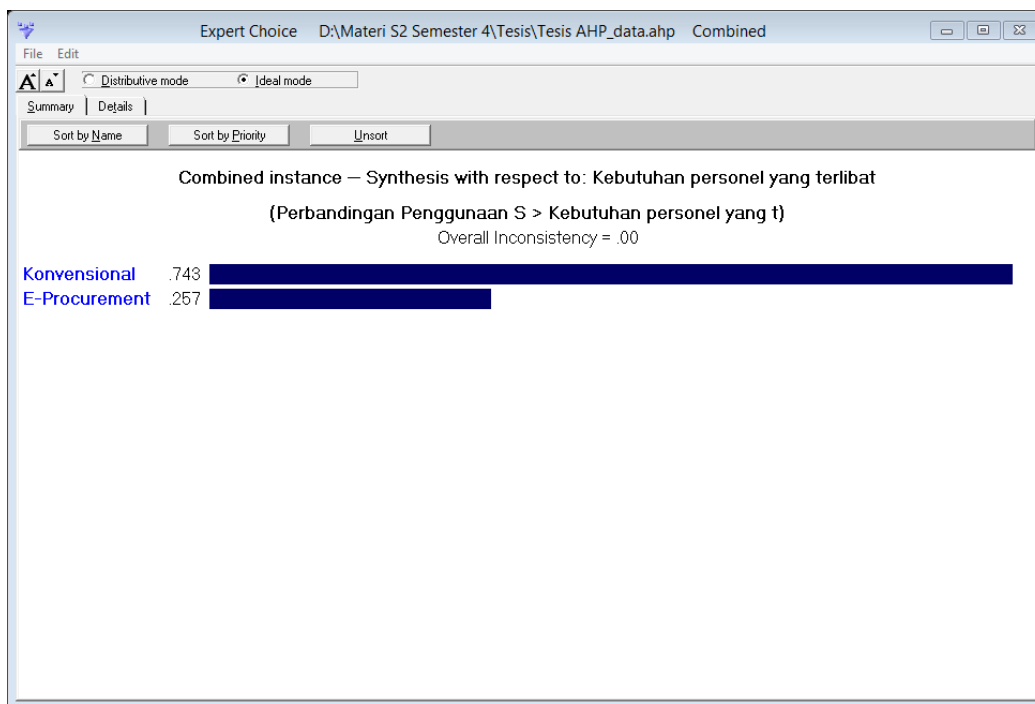 Expert Choice D:\Materi S2 Semester 4\Tesis\Tesis AHP_data.ahp Combined
File Edit
A A Distributive mode Ideal mode
Summary Details
Sort by Name Sort by Priority Unsort
Combined instance -- Synthesis with respect to: Kebutuhan personel yang terlibat
(Perbandingan Penggunaan S > Kebutuhan personel yang t)
Overall Inconsistency = .00
Konvensional .743
E-Procurement .257